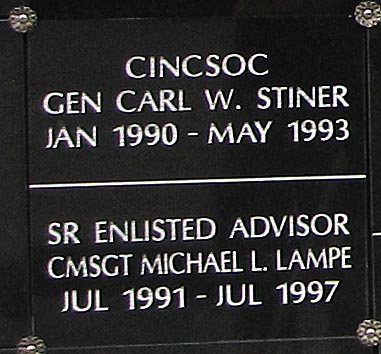 CINCSOC
GEN CARL W. STINER
JAN 1990 - MAY 1993
SR ENLISTED ADVISOR
CMSGT MICHAEL L. LAMPE
JUL 1991 - JUL 1997